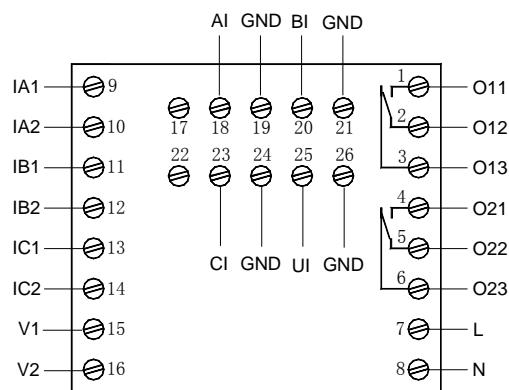 AI GND BI GND
IA1 9 1 O11
IA2 17 18 19 20 21 10 2 O12
IB1 11 22 23 24 25 26 3 O13
IB2 12 4 O21
IC1 13 CI GND UI GND 5 O22
IC2 14 6 O23
V1 15 7 L
V2 16 8 N